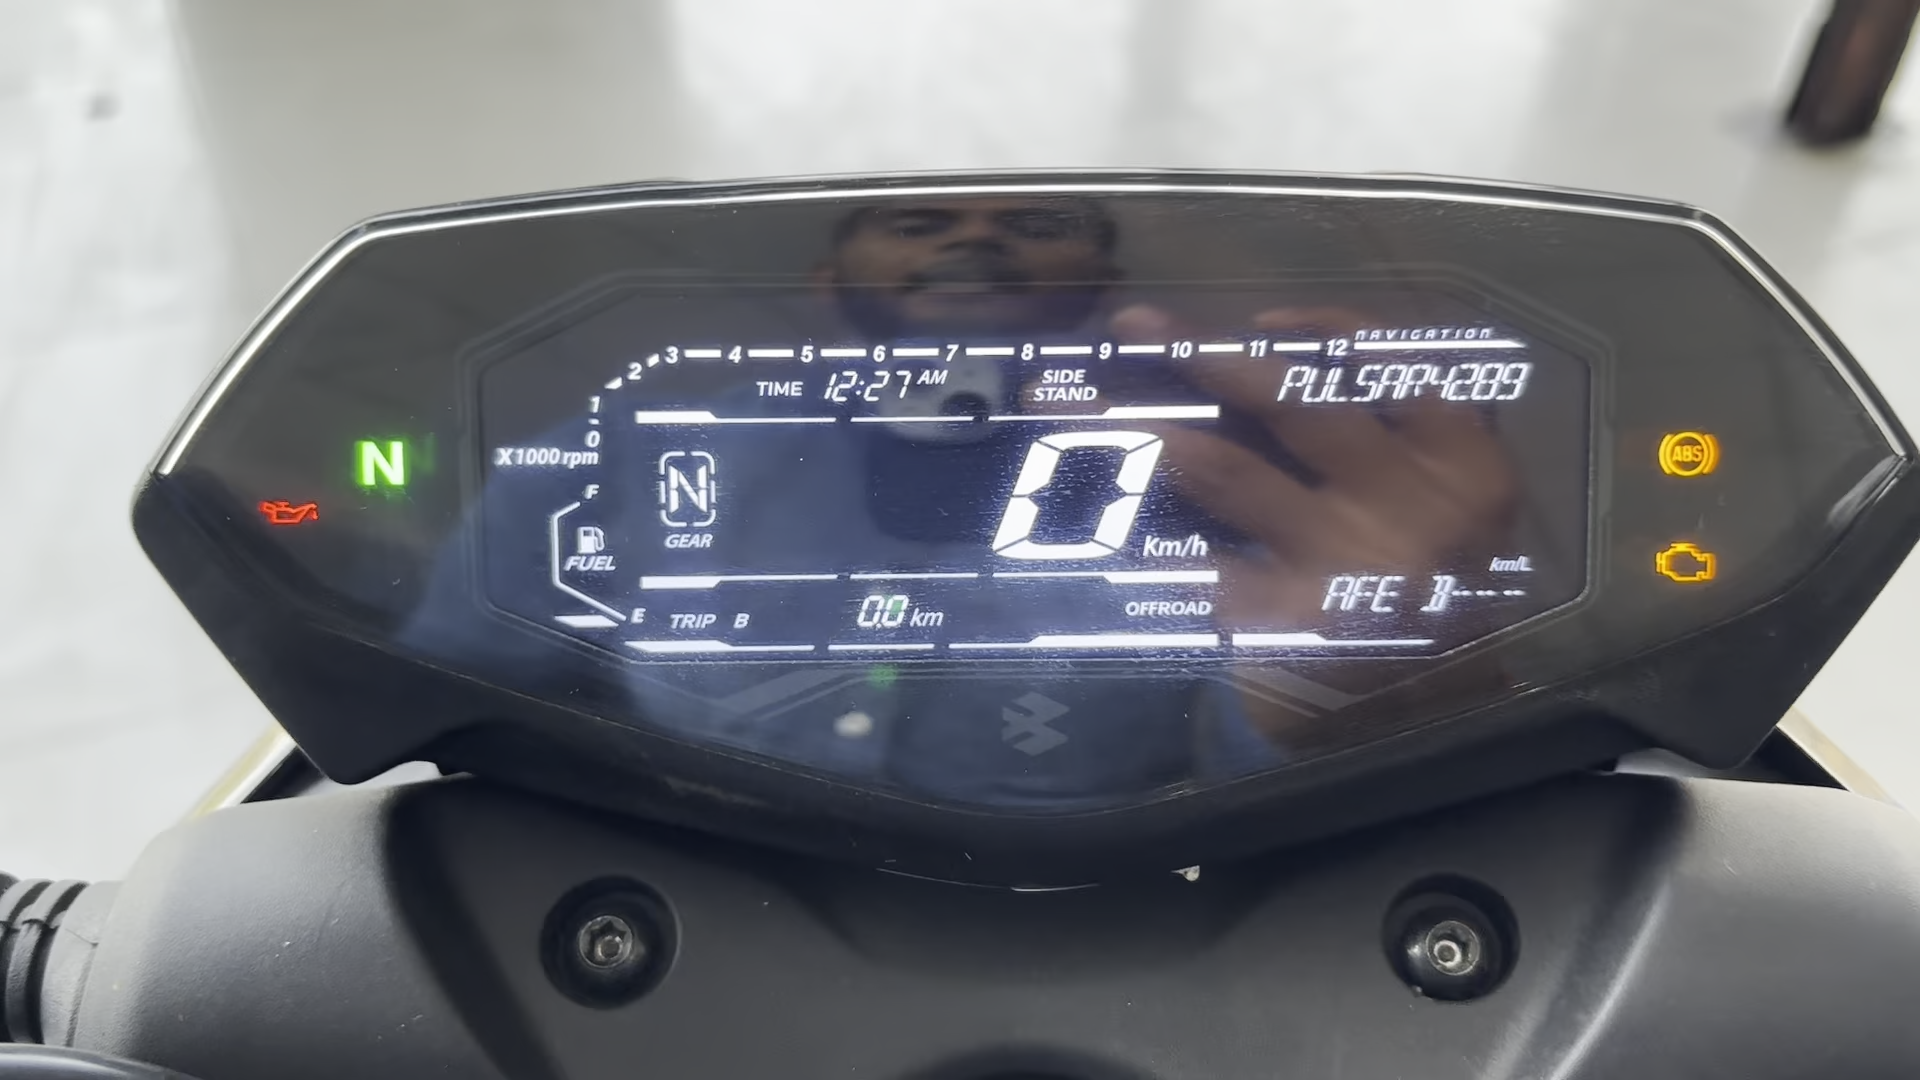 3 4 5 6 7 8 9 10 11 12 NAVIGATION
2
TIME 12:27 AM SIDE STAND PULSAR4289
1
0
X1000 rpm
N
N
GEAR
0 Km/h
ABS
F
FUEL
E
TRIP B 0.0 km OFFROAD
km/L
AFE B----